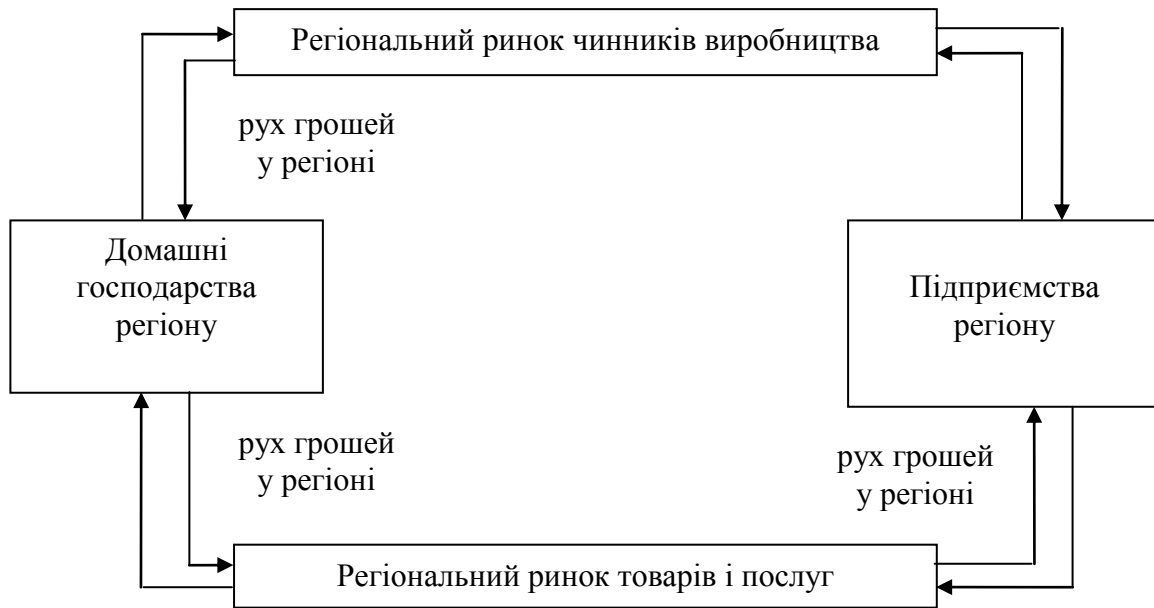 Регіональний ринок чинників виробництва
рух грошей
у регіоні
Домашні
господарства
регіону
Підприємства
регіону
рух грошей
у регіоні
рух грошей
у регіоні
Регіональний ринок товарів і послуг